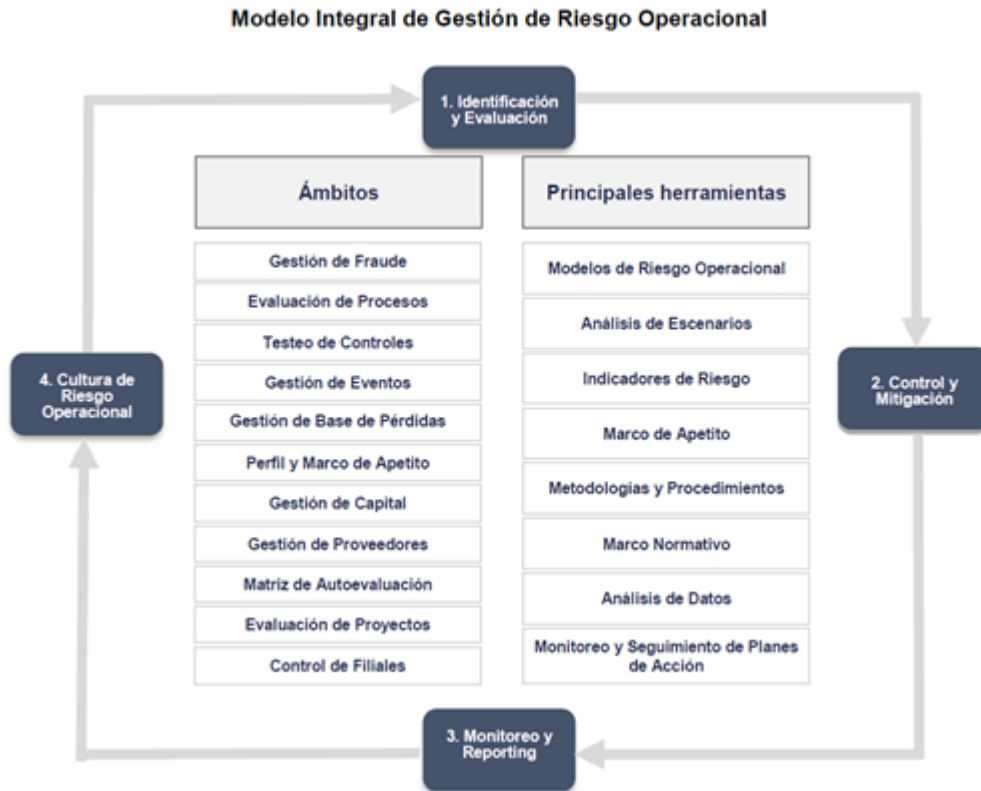 Modelo Integral de Gestión de Riesgo Operacional
1. Identificación
y Evaluación
Ámbitos
Gestión de Fraude
Evaluación de Procesos
Testeo de Controles
Gestión de Eventos
Gestión de Base de Pérdidas
Perfil y Marco de Apetito
Gestión de Capital
Gestión de Proveedores
Matriz de Autoevaluación
Evaluación de Proyectos
Control de Filiales
Principales herramientas
Modelos de Riesgo Operacional
Análisis de Escenarios
Indicadores de Riesgo
Marco de Apetito
Metodologías y Procedimientos
Marco Normativo
Análisis de Datos
Monitoreo y Seguimiento de Planes
de Acción
2. Control y
Mitigación
3. Monitoreo y
Reporting
4. Cultura de
Riesgo
Operacional